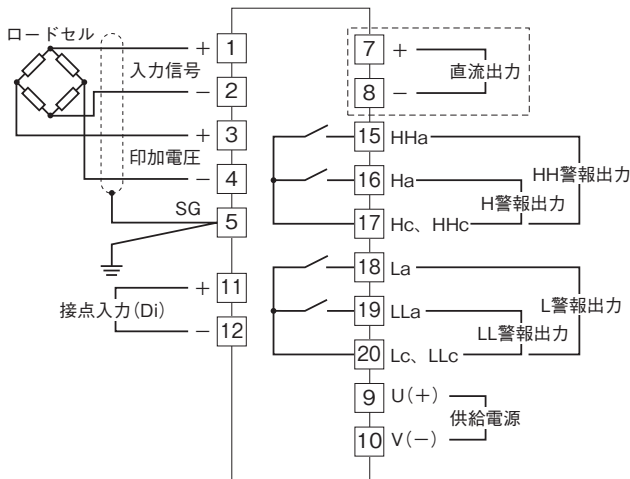 ロードセル
+ 1
入力信号
− 2
+ 3
印加電圧
− 4
SG 5
+ 11
接点入力(Di)
− 12
7 +
直流出力
8 −
15 HHa
HH警報出力
16 Ha
H警報出力
17 Hc、HHc
18 La
L警報出力
19 LLa
LL警報出力
20 Lc、LLc
9 U(+)
供給電源
10 V(−)